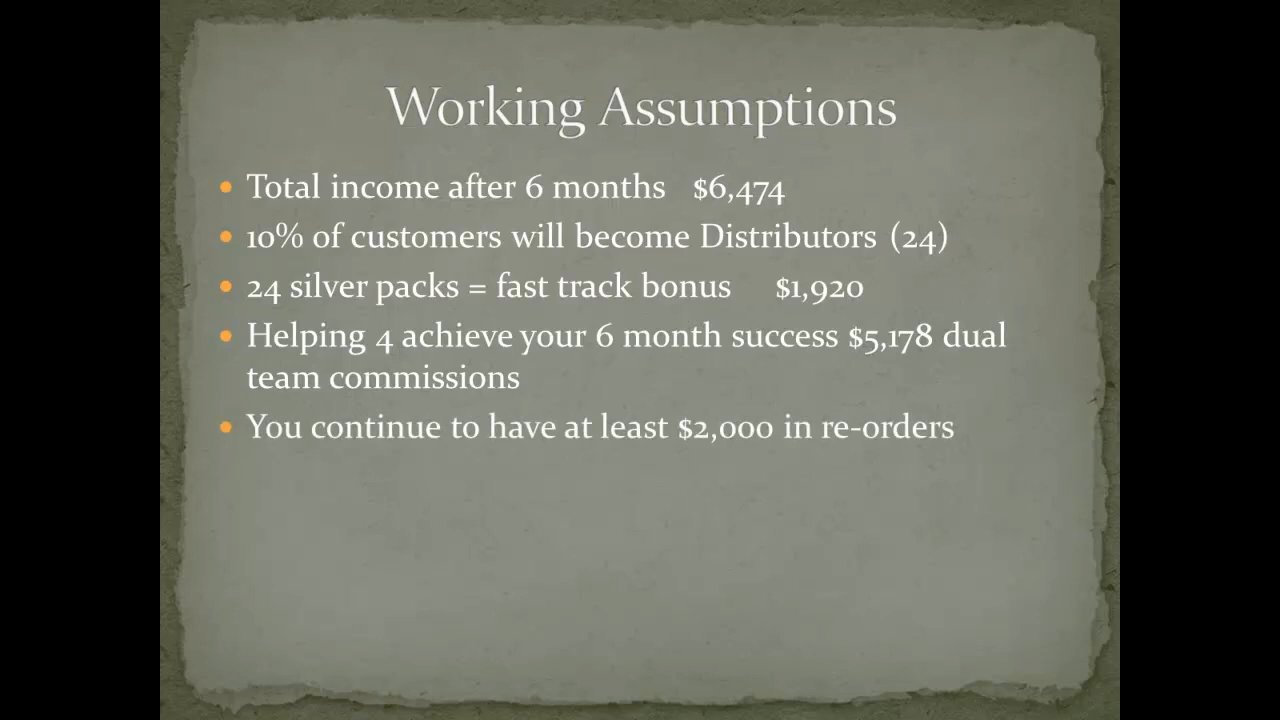 Working Assumptions
• Total income after 6 months $6,474
• 10% of customers will become Distributors (24)
• 24 silver packs = fast track bonus $1,920
• Helping 4 achieve your 6 month success $5,178 dual
team commissions
• You continue to have at least $2,000 in re-orders